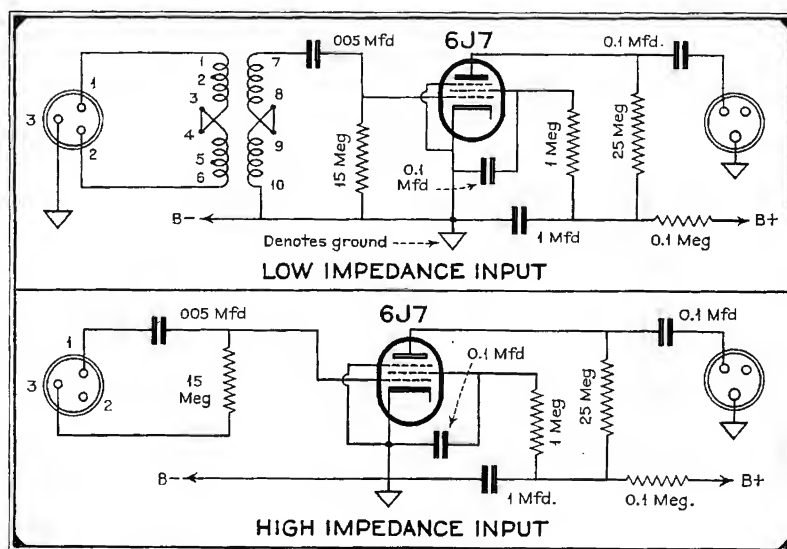 005 Mfd
6J7
0.1 Mfd.
1
2
3
1
2
3
4
5
6
7
8
9
10
15 Meg
0.1
Mfd
1 Meg
25 Meg
B-
B+
Denotes ground
1 Mfd
0.1 Meg
LOW IMPEDANCE INPUT
005 Mfd
6J7
0.1 Mfd
0.1 Mfd
1
2
3
15
Meg
1 Meg
25 Meg
B-
B+
1 Mfd.
0.1 Meg.
HIGH IMPEDANCE INPUT